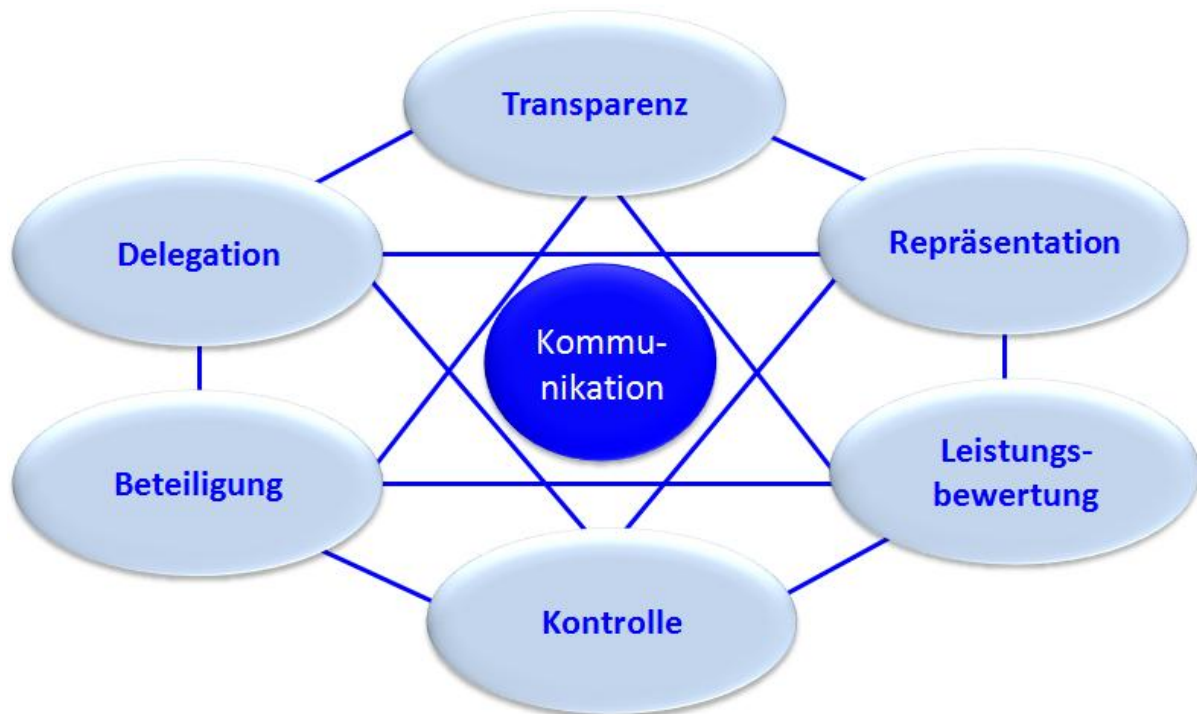 Transparenz
Delegation
Repräsentation
Kommu-
nikation
Beteiligung
Leistungs-
bewertung
Kontrolle